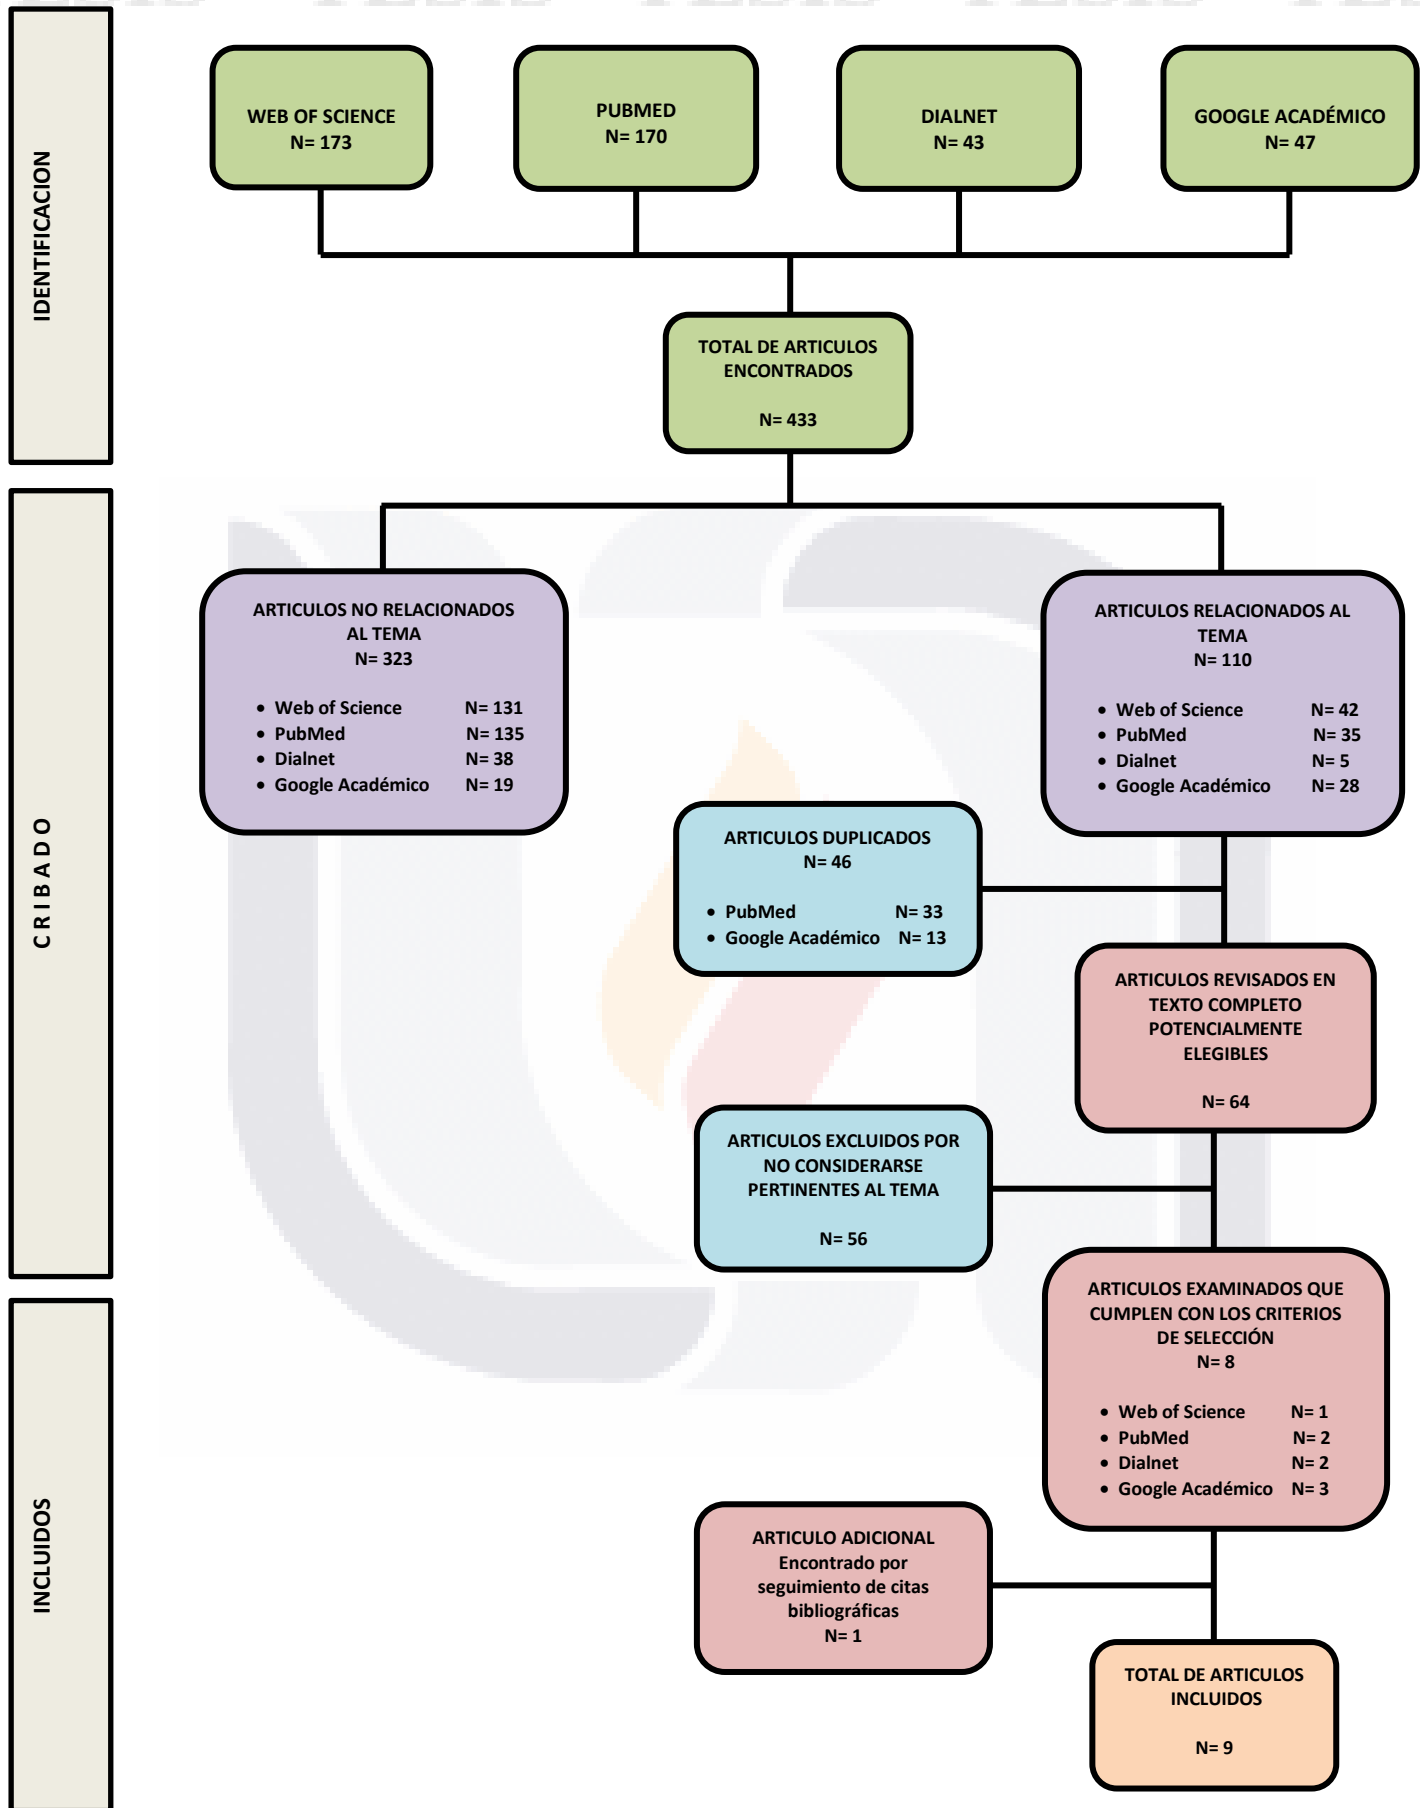 IDENTIFICACION
WEB OF SCIENCE
N= 173
PUBMED
N= 170
DIALNET
N= 43
GOOGLE ACADÉMICO
N= 47
TOTAL DE ARTICULOS
ENCONTRADOS
N= 433
CRIBADO
ARTICULOS NO RELACIONADOS
AL TEMA
N= 323
• Web of Science N= 131
• PubMed N= 135
• Dialnet N= 38
• Google Académico N= 19
ARTICULOS RELACIONADOS AL
TEMA
N= 110
• Web of Science N= 42
• PubMed N= 35
• Dialnet N= 5
• Google Académico N= 28
ARTICULOS DUPLICADOS
N= 46
• PubMed N= 33
• Google Académico N= 13
ARTICULOS REVISADOS EN
TEXTO COMPLETO
POTENCIALMENTE
ELEGIBLES
N= 64
ARTICULOS EXCLUIDOS POR
NO CONSIDERARSE
PERTINENTES AL TEMA
N= 56
INCLUIDOS
ARTICULOS EXAMINADOS QUE
CUMPLEN CON LOS CRITERIOS
DE SELECCIÓN
N= 8
• Web of Science N= 1
• PubMed N= 2
• Dialnet N= 2
• Google Académico N= 3
ARTICULO ADICIONAL
Encontrado por
seguimiento de citas
bibliográficas
N= 1
TOTAL DE ARTICULOS
INCLUIDOS
N= 9